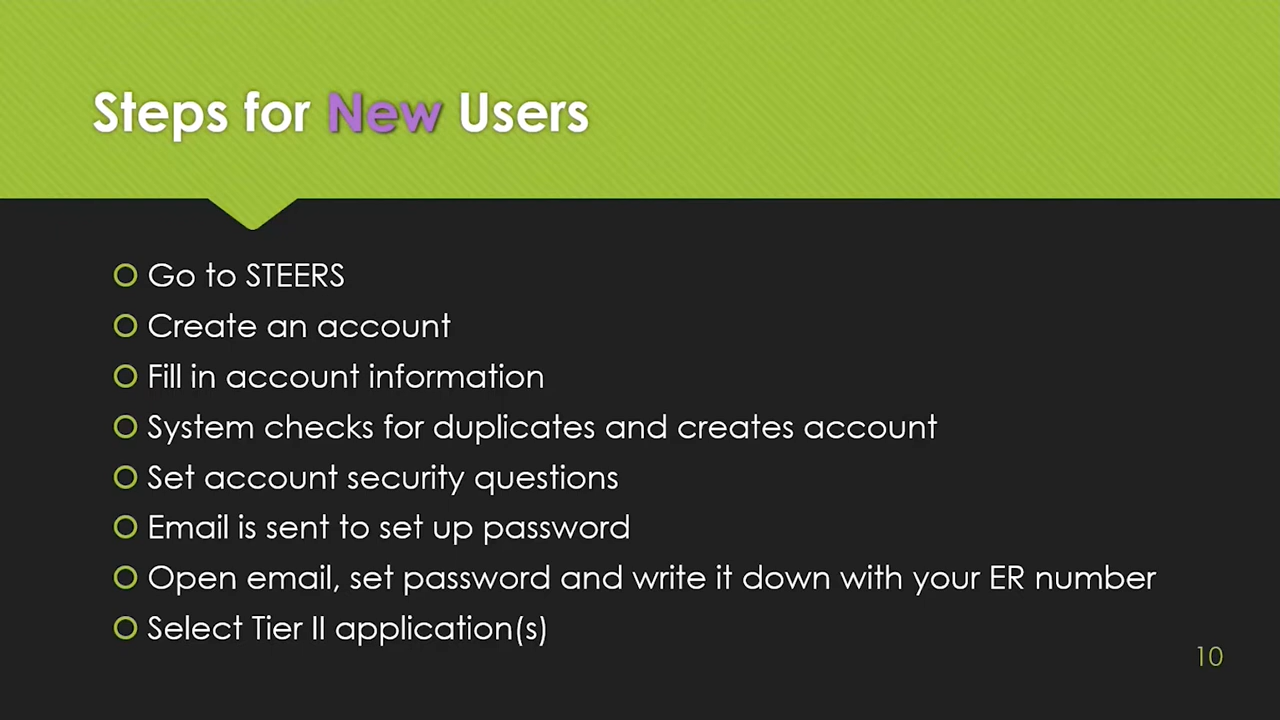 Steps for New Users
Go to STEERS
Create an account
Fill in account information
System checks for duplicates and creates account
Set account security questions
Email is sent to set up password
Open email, set password and write it down with your ER number
Select Tier II application(s)
10